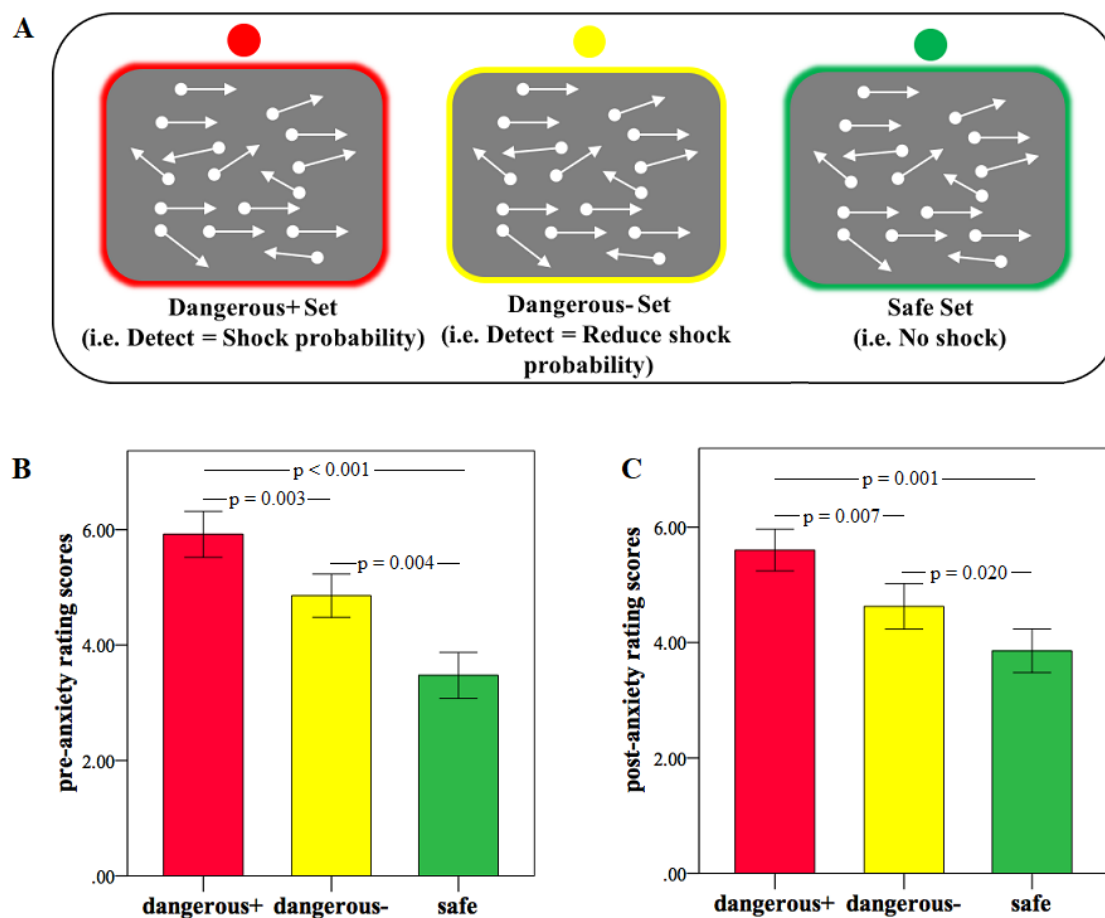 A
Dangerous+ Set
(i.e. Detect = Shock probability)
Dangerous- Set
(i.e. Detect = Reduce shock
probability)
Safe Set
(i.e. No shock)
B
pre-anxiety rating scores
6.00
4.00
2.00
.00
p < 0.001
p = 0.003
p = 0.004
dangerous+ dangerous- safe
C
post-anxiety rating scores
6.00
4.00
2.00
.00
p = 0.001
p = 0.007
p = 0.020
dangerous+ dangerous- safe